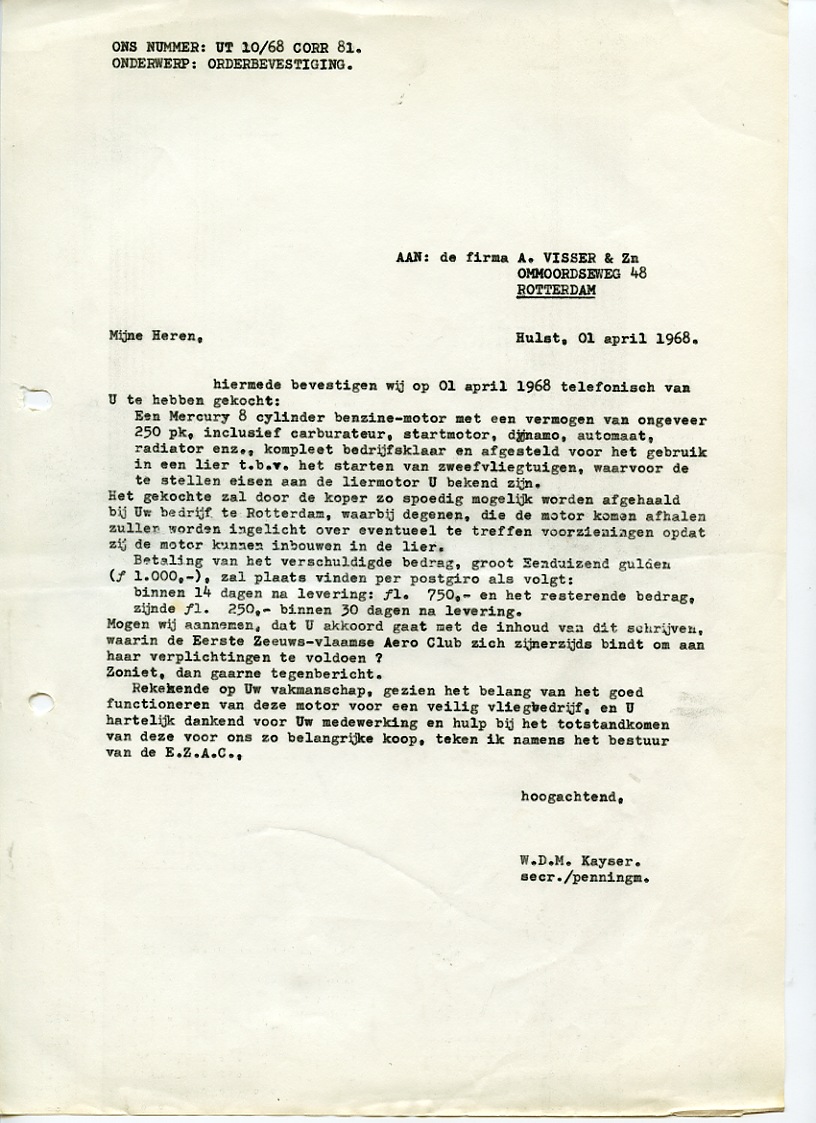 ONS NUMMER: UT 10/68 CORR 81.
ONDERWERP: ORDERBEVESTIGING.
AAN: de firma A. VISSER & Zn
OMMOORDSEWEG 48
ROTTERDAM
Mijne Heren,
Hulst, 01 april 1968.
hiermede bevestigen wij op 01 april 1968 telefonisch van
U te hebben gekocht:
Een Mercury 8 cylinder benzine-motor met een vermogen van ongeveer
250 pk, inclusief carburateur, startmotor, dynamo, automaat,
radiator enz., kompleet bedrijfsklaar en afgesteld voor het gebruik
in een lier t.b.v. het starten van zweefvliegtuigen, waarvoor de
te stellen eisen aan de liermotor U bekend zijn.
Het gekochte zal door de koper zo spoedig mogelijk worden afgehaald
bij Uw bedrijf te Rotterdam, waarbij degenen, die de motor komen afhalen
zullen worden ingelicht over eventueel te treffen voorzieningen opdat
zij de motor kunnen inbouwen in de lier.
Betaling van het verschuldigde bedrag, groot Eenduizend gulden
(ƒ 1.000,-), zal plaats vinden per postgiro als volgt:
binnen 14 dagen na levering: ƒl. 750,- en het resterende bedrag,
zijnde ƒl. 250,- binnen 30 dagen na levering.
Mogen wij aannemen, dat U akkoord gaat met de inhoud van dit schrijven,
waarin de Eerste Zeeuws-vlaamse Aero Club zich zijnerzijds bindt om aan
haar verplichtingen te voldoen ?
Zoniet, dan gaarne tegenbericht.
Rekekende op Uw vakmanschap, gezien het belang van het goed
functioneren van deze motor voor een veilig vliegbedrijf, en U
hartelijk dankend voor Uw medewerking en hulp bij het totstandkomen
van deze voor ons zo belangrijke koop, teken ik namens het bestuur
van de E.Z.A.C.,
hoogachtend,
W.D.M. Kayser.
secr./penningm.